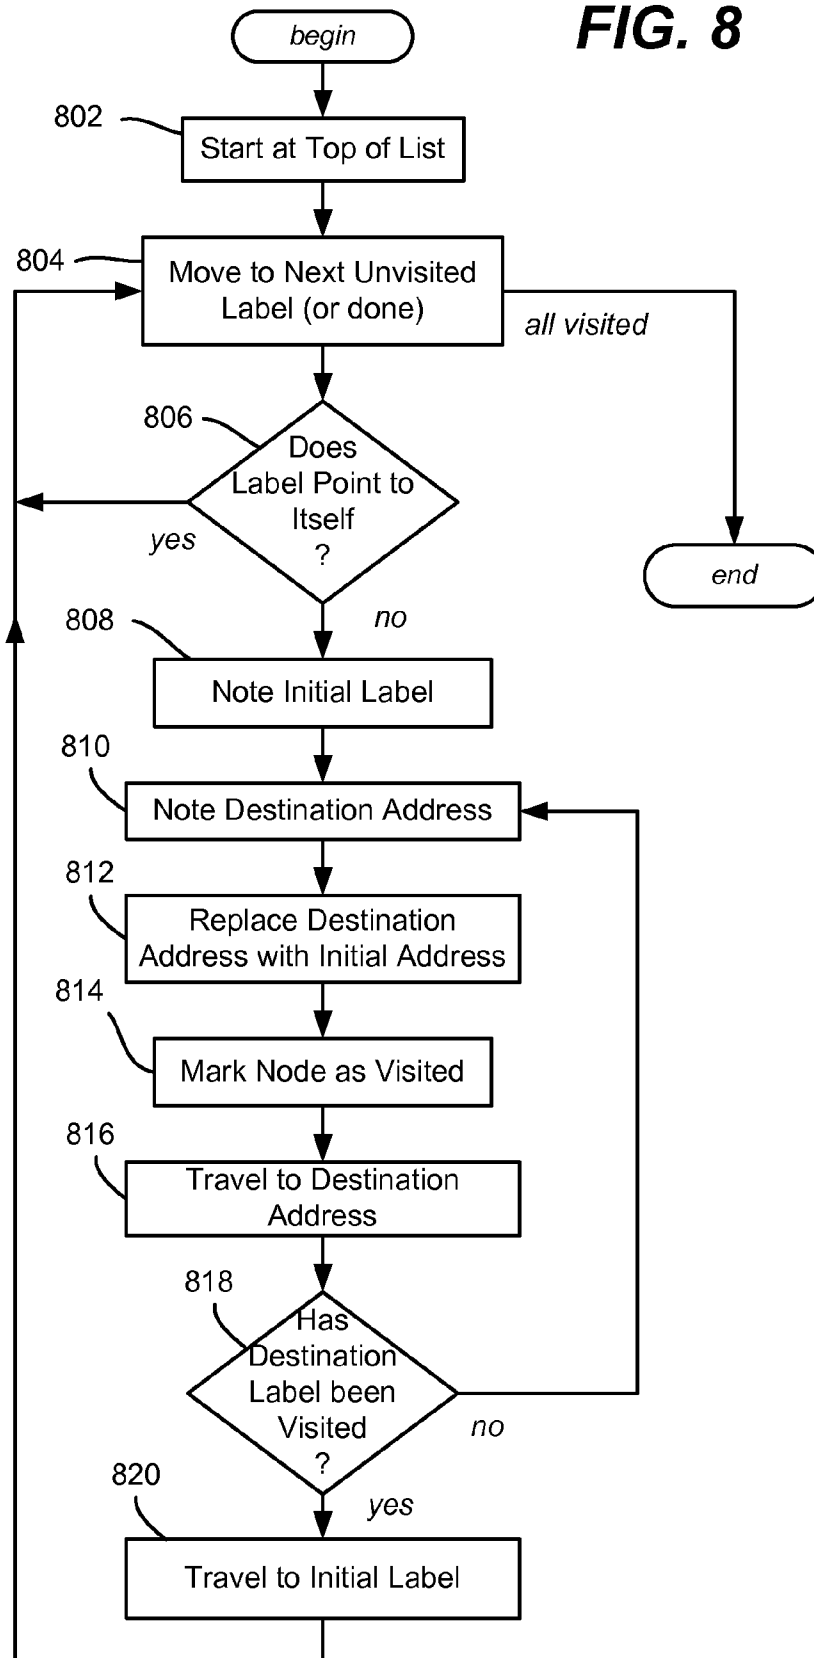 begin
FIG. 8
802
Start at Top of List
804
Move to Next Unvisited
Label (or done)
all visited
806
Does
Label Point to
Itself
?
yes
end
no
808
Note Initial Label
810
Note Destination Address
812
Replace Destination
Address with Initial Address
814
Mark Node as Visited
816
Travel to Destination
Address
818
Has
Destination
Label been
Visited
?
no
820
yes
Travel to Initial Label